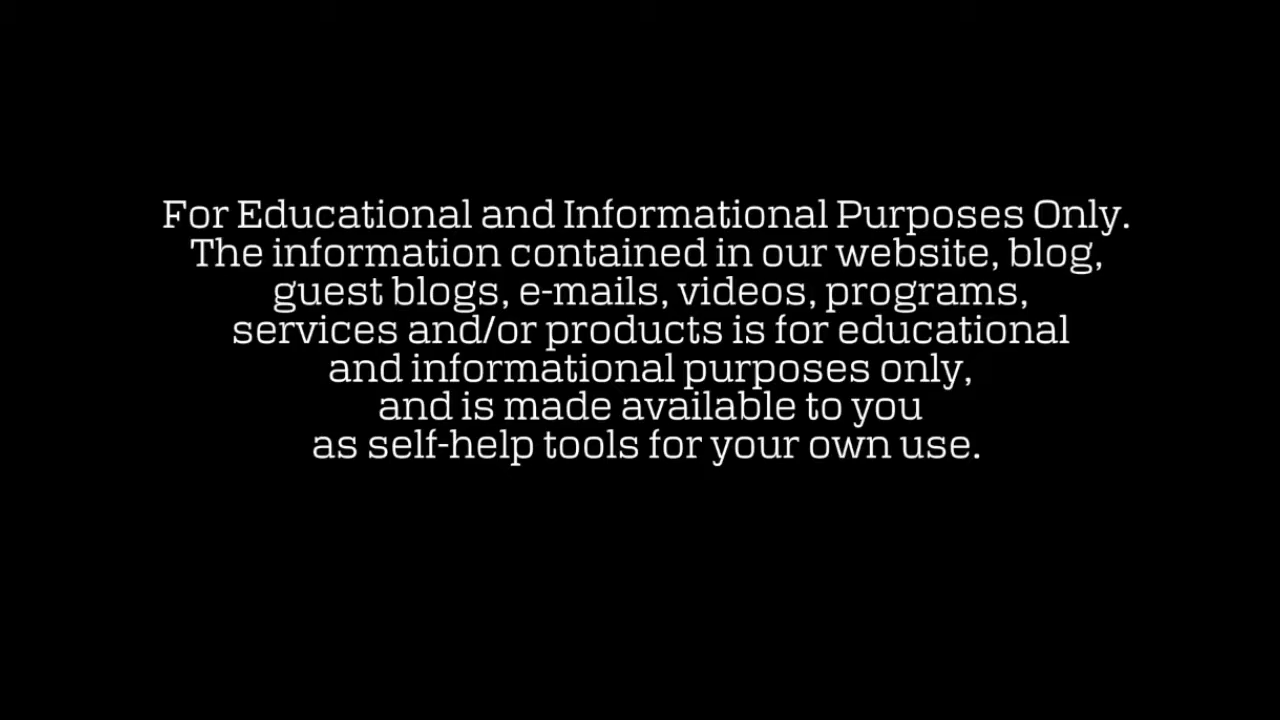 For Educational and Informational Purposes Only.
The information contained in our website, blog,
guest blogs, e-mails, videos, programs,
services and/or products is for educational
and informational purposes only,
and is made available to you
as self-help tools for your own use.